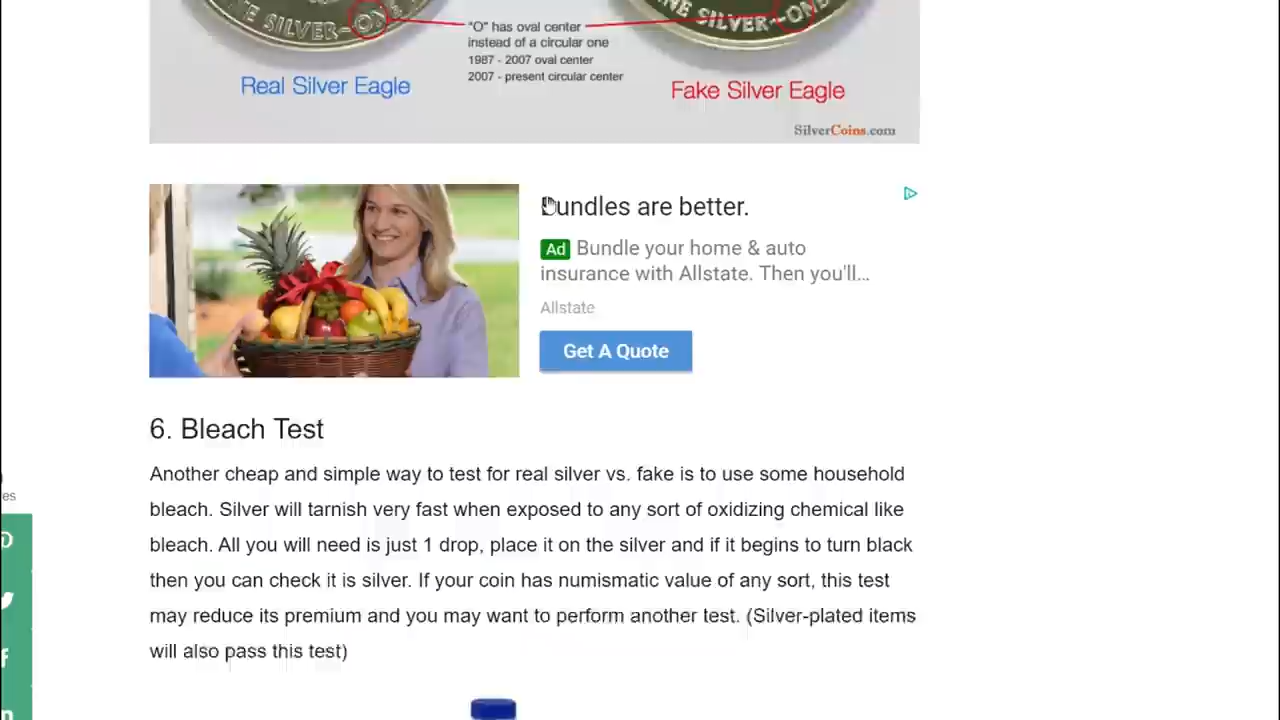 NE SILVER–ON
INE SILVER–ONE
"O" has oval center
instead of a circular one
1987 - 2007 oval center
2007 - present circular center
Real Silver Eagle
Fake Silver Eagle
SilverCoins.com
Bundles are better.
Ad Bundle your home & auto
insurance with Allstate. Then you'll...
Allstate
Get A Quote
6. Bleach Test
Another cheap and simple way to test for real silver vs. fake is to use some household
bleach. Silver will tarnish very fast when exposed to any sort of oxidizing chemical like
bleach. All you will need is just 1 drop, place it on the silver and if it begins to turn black
then you can check it is silver. If your coin has numismatic value of any sort, this test
may reduce its premium and you may want to perform another test. (Silver-plated items
will also pass this test)
es